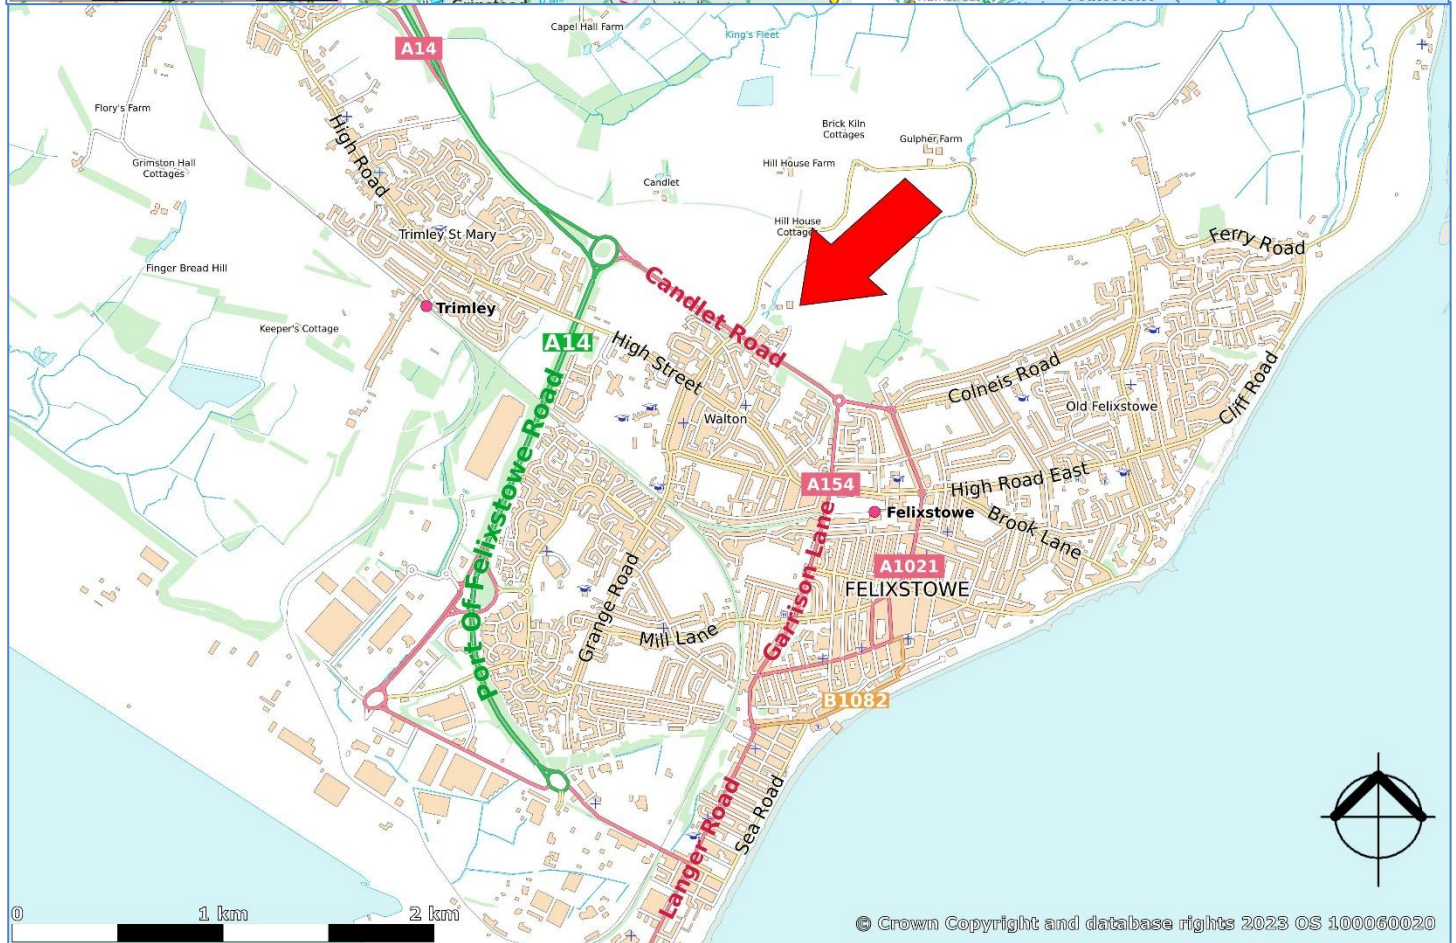 A14
Capel Hall Farm
King's Fleet
Flory's Farm
High Road
Brick Kiln
Cottages
Gulpher Farm
Grimston Hall
Cottages
Candlet
Hill House Farm
Hill House
Trimley St Mary
Ferry Road
Finger Bread Hill
Candlet Road
Trimley
Keeper's Cottage
A14
High Street
Colneis Road
Old Felixstowe
Cliff Road
Walton
Port Of Felixstowe Road
A154
High Road East
Felixstowe
Brook Lane
A1021
FELIXSTOWE
Garrison Lane
Grange Road
Mill Lane
B1082
Langer Road
Sea Road
0
1 km
2 km
© Crown Copyright and database rights 2023 OS 100060020